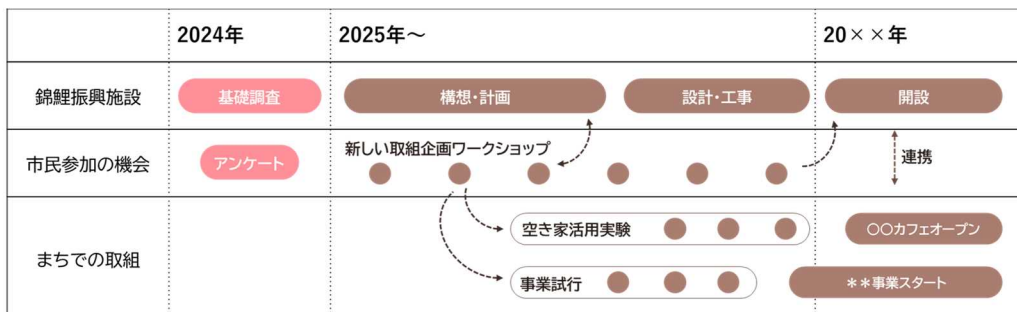 2024年
2025年～
20××年
錦鯉振興施設
基礎調査
構想・計画
設計・工事
開設
市民参加の機会
アンケート
新しい取組企画ワークショップ
連携
まちでの取組
空き家活用実験
〇〇カフェオープン
事業試行
＊＊事業スタート